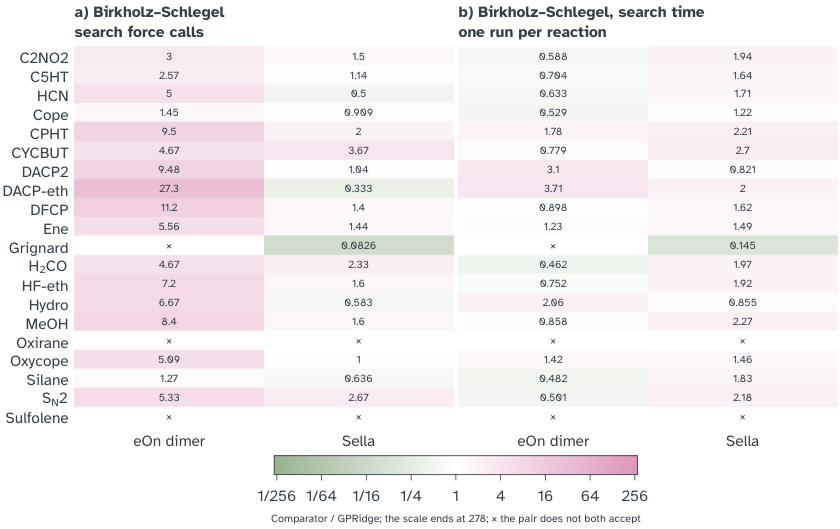 a) Birkholz–Schlegel
search force calls
b) Birkholz–Schlegel, search time
one run per reaction
C2NO2 3 1.5 0.588 1.94
C5HT 2.57 1.14 0.704 1.64
HCN 5 0.5 0.633 1.71
Cope 1.45 0.909 0.529 1.22
CPHT 9.5 2 1.78 2.21
CYCBUT 4.67 3.67 0.779 2.7
DACP2 9.48 1.04 3.1 0.821
DACP-eth 27.3 0.333 3.71 2
DFCP 11.2 1.4 0.898 1.62
Ene 5.56 1.44 1.23 1.49
Grignard × 0.0826 × 0.145
H₂CO 4.67 2.33 0.462 1.97
HF-eth 7.2 1.6 0.752 1.92
Hydro 6.67 0.583 2.06 0.855
MeOH 8.4 1.6 0.858 2.27
Oxirane × × × ×
Oxycope 5.09 1 1.42 1.46
Silane 1.27 0.636 0.482 1.83
S_N2 5.33 2.67 0.501 2.18
Sulfolene × × × ×
eOn dimer Sella eOn dimer Sella
1/256 1/64 1/16 1/4 1 4 16 64 256
Comparator / GPRidge; the scale ends at 278; × the pair does not both accept